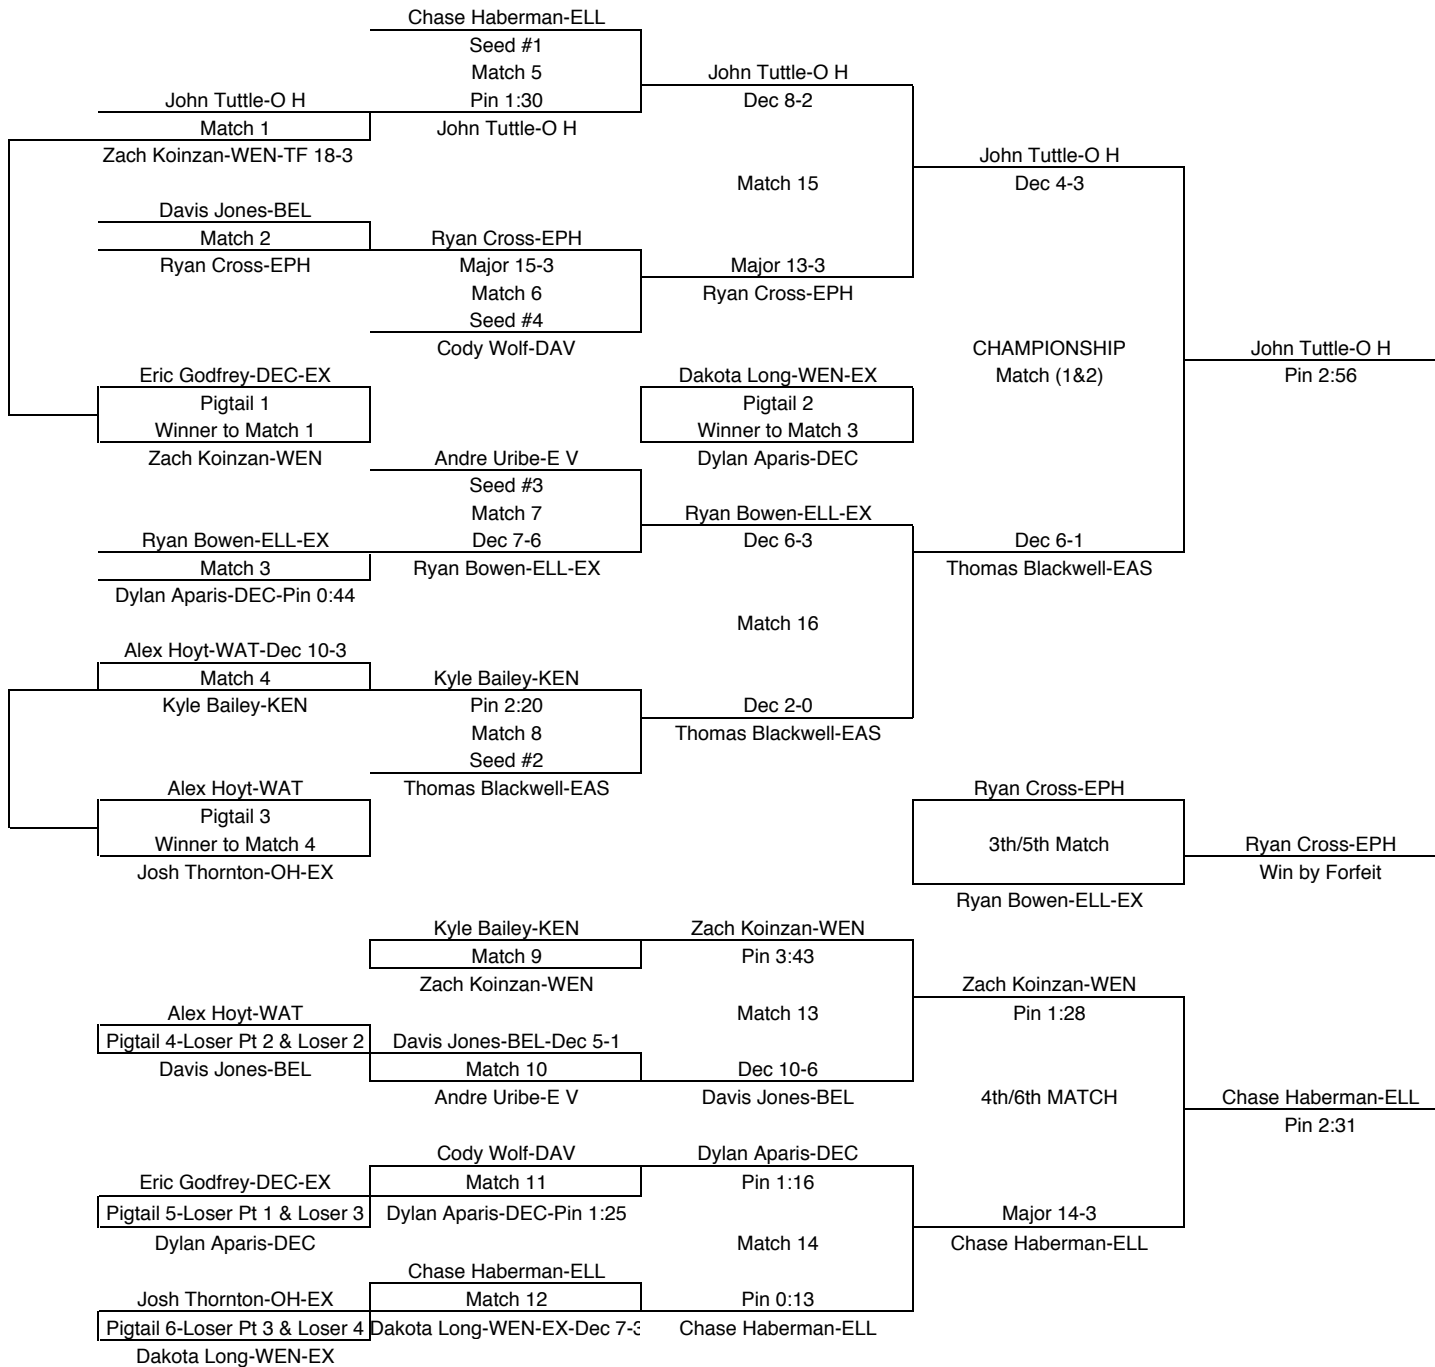 Chase Haberman-ELL
Seed #1
Match 5
John Tuttle-O H
John Tuttle-O H
Pin 1:30
Dec 8-2
Match 1
John Tuttle-O H
Zach Koinzan-WEN-TF 18-3
John Tuttle-O H
Match 15
Dec 4-3
Davis Jones-BEL
Match 2
Ryan Cross-EPH
Ryan Cross-EPH
Major 15-3
Major 13-3
Match 6
Ryan Cross-EPH
Seed #4
Cody Wolf-DAV
CHAMPIONSHIP
John Tuttle-O H
Eric Godfrey-DEC-EX
Dakota Long-WEN-EX
Match (1&2)
Pin 2:56
Pigtail 1
Pigtail 2
Winner to Match 1
Winner to Match 3
Zach Koinzan-WEN
Andre Uribe-E V
Dylan Aparis-DEC
Seed #3
Match 7
Ryan Bowen-ELL-EX
Ryan Bowen-ELL-EX
Dec 7-6
Dec 6-3
Dec 6-1
Match 3
Ryan Bowen-ELL-EX
Thomas Blackwell-EAS
Dylan Aparis-DEC-Pin 0:44
Match 16
Alex Hoyt-WAT-Dec 10-3
Match 4
Kyle Bailey-KEN
Kyle Bailey-KEN
Pin 2:20
Dec 2-0
Match 8
Thomas Blackwell-EAS
Seed #2
Alex Hoyt-WAT
Thomas Blackwell-EAS
Ryan Cross-EPH
Pigtail 3
Winner to Match 4
3th/5th Match
Ryan Cross-EPH
Josh Thornton-OH-EX
Win by Forfeit
Ryan Bowen-ELL-EX
Kyle Bailey-KEN
Zach Koinzan-WEN
Match 9
Pin 3:43
Zach Koinzan-WEN
Zach Koinzan-WEN
Alex Hoyt-WAT
Match 13
Pin 1:28
Pigtail 4-Loser Pt 2 & Loser 2
Davis Jones-BEL-Dec 5-1
Davis Jones-BEL
Match 10
Dec 10-6
Andre Uribe-E V
Davis Jones-BEL
4th/6th MATCH
Chase Haberman-ELL
Pin 2:31
Cody Wolf-DAV
Dylan Aparis-DEC
Eric Godfrey-DEC-EX
Match 11
Pin 1:16
Pigtail 5-Loser Pt 1 & Loser 3
Dylan Aparis-DEC-Pin 1:25
Major 14-3
Dylan Aparis-DEC
Match 14
Chase Haberman-ELL
Chase Haberman-ELL
Josh Thornton-OH-EX
Match 12
Pin 0:13
Pigtail 6-Loser Pt 3 & Loser 4
Dakota Long-WEN-EX-Dec 7-3
Chase Haberman-ELL
Dakota Long-WEN-EX